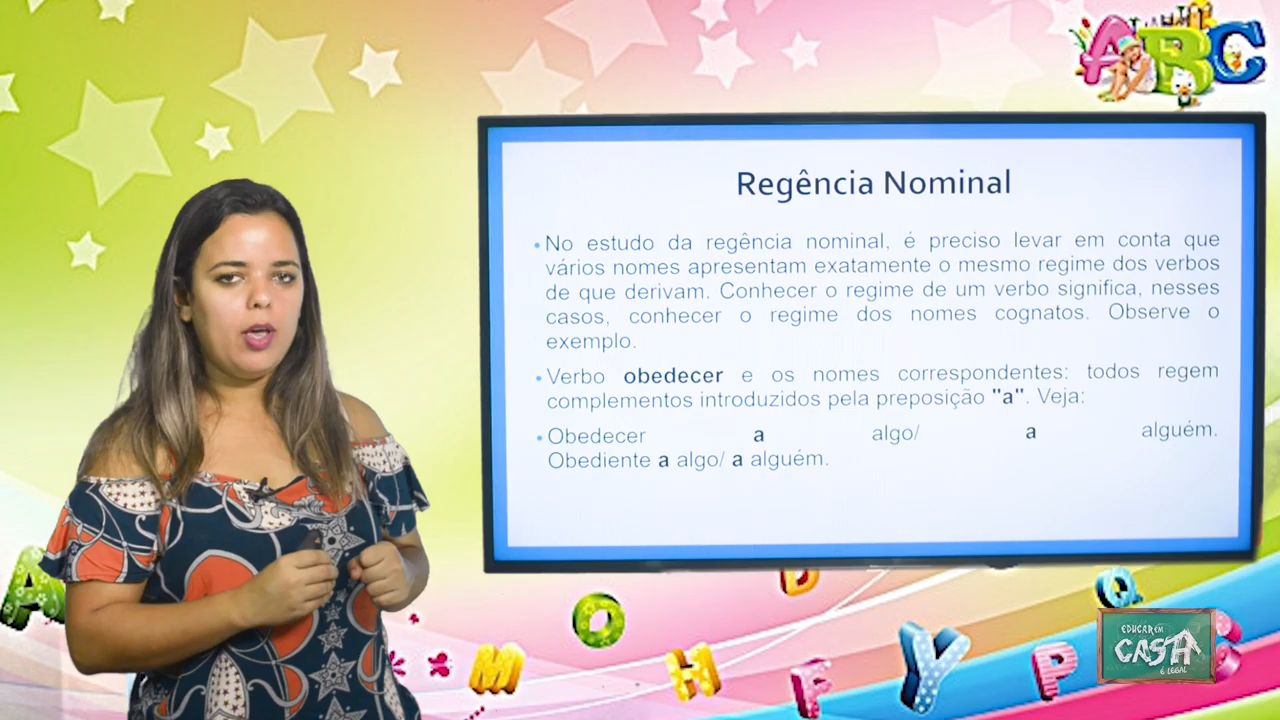 ABC
Regência Nominal
•No estudo da regência nominal, é preciso levar em conta que
vários nomes apresentam exatamente o mesmo regime dos verbos
de que derivam. Conhecer o regime de um verbo significa, nesses
casos, conhecer o regime dos nomes cognatos. Observe o
exemplo.
•Verbo obedecer e os nomes correspondentes: todos regem
complementos introduzidos pela preposição "a". Veja:
•Obedecer a algo/ a alguém.
Obediente a algo/ a alguém.
A
D
Q
O
M
H
F
Y
P
EDUCAR EM
CASA
É LEGAL